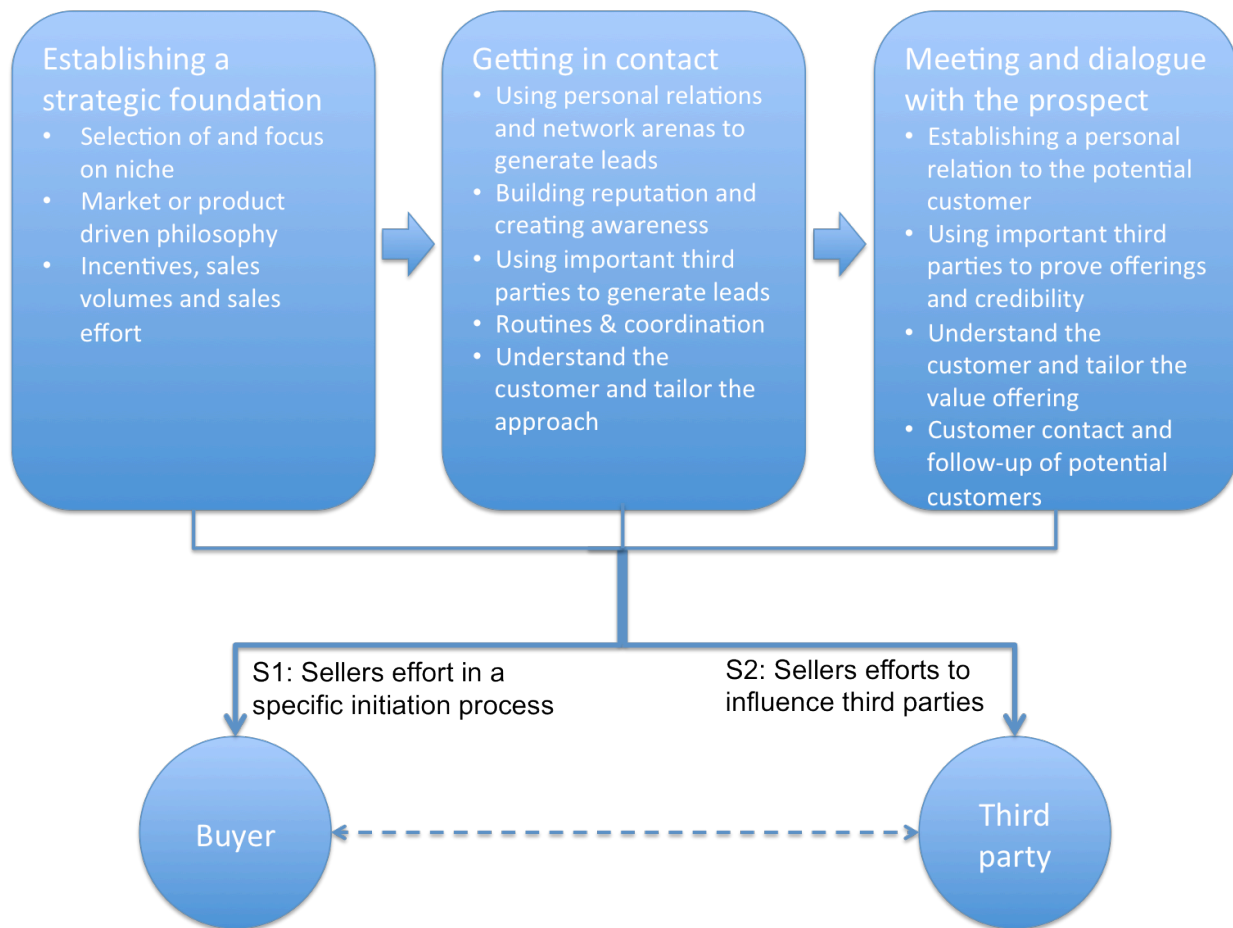 Establishing a
strategic foundation
• Selection of and focus
on niche
• Market or product
driven philosophy
• Incentives, sales
volumes and sales
effort
Getting in contact
• Using personal relations
and network arenas to
generate leads
• Building reputation and
creating awareness
• Using important third
parties to generate leads
• Routines & coordination
• Understand the
customer and tailor the
approach
Meeting and dialogue
with the prospect
• Establishing a personal
relation to the potential
customer
• Using important third
parties to prove offerings
and credibility
• Understand the
customer and tailor the
value offering
• Customer contact and
follow-up of potential
customers
S1: Sellers effort in a
specific initiation process
S2: Sellers efforts to
influence third parties
Buyer
Third
party